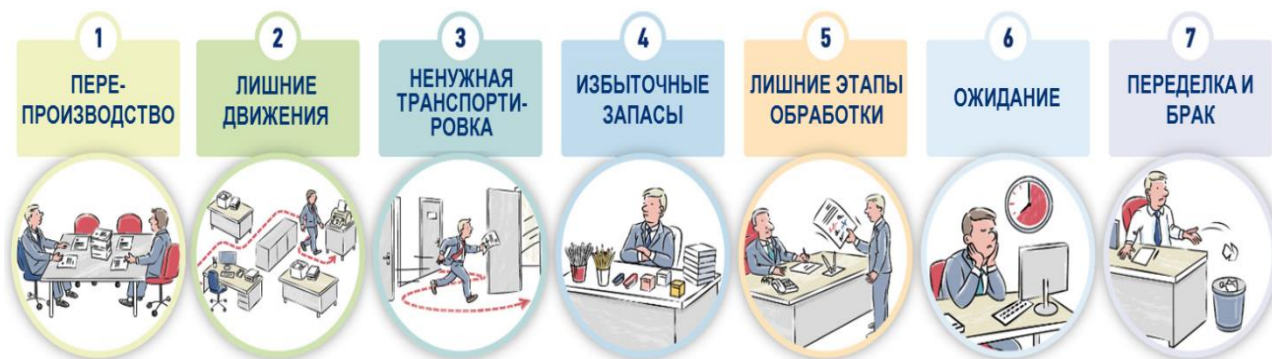 1
ПЕРЕ-
ПРОИЗВОДСТВО
2
ЛИШНИЕ
ДВИЖЕНИЯ
3
НЕНУЖНАЯ
ТРАНСПОРТИ-
РОВКА
4
ИЗБЫТОЧНЫЕ
ЗАПАСЫ
5
ЛИШНИЕ ЭТАПЫ
ОБРАБОТКИ
6
ОЖИДАНИЕ
7
ПЕРЕДЕЛКА И
БРАК